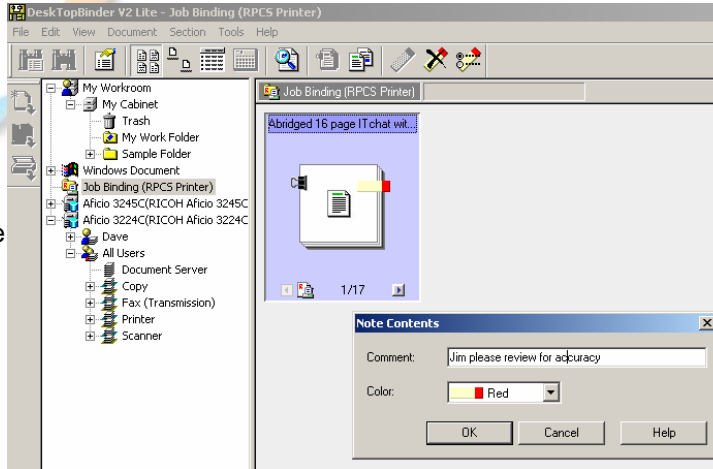 DeskTopBinder V2 Lite - Job Binding (RPCS Printer)
File Edit View Document Section Tools Help
My Workroom
My Cabinet
Trash
My Work Folder
Sample Folder
Windows Document
Job Binding (RPCS Printer)
Aficio 3245C(RICOH Aficio 3245C
Aficio 3224C(RICOH Aficio 3224C
Dave
All Users
Document Server
Copy
Fax (Transmission)
Printer
Scanner
e
Job Binding (RPCS Printer)
Abridged 16 page IT chat wit...
1/17
Note Contents
Comment: Jim please review for accuracy
Color: Red
OK Cancel Help